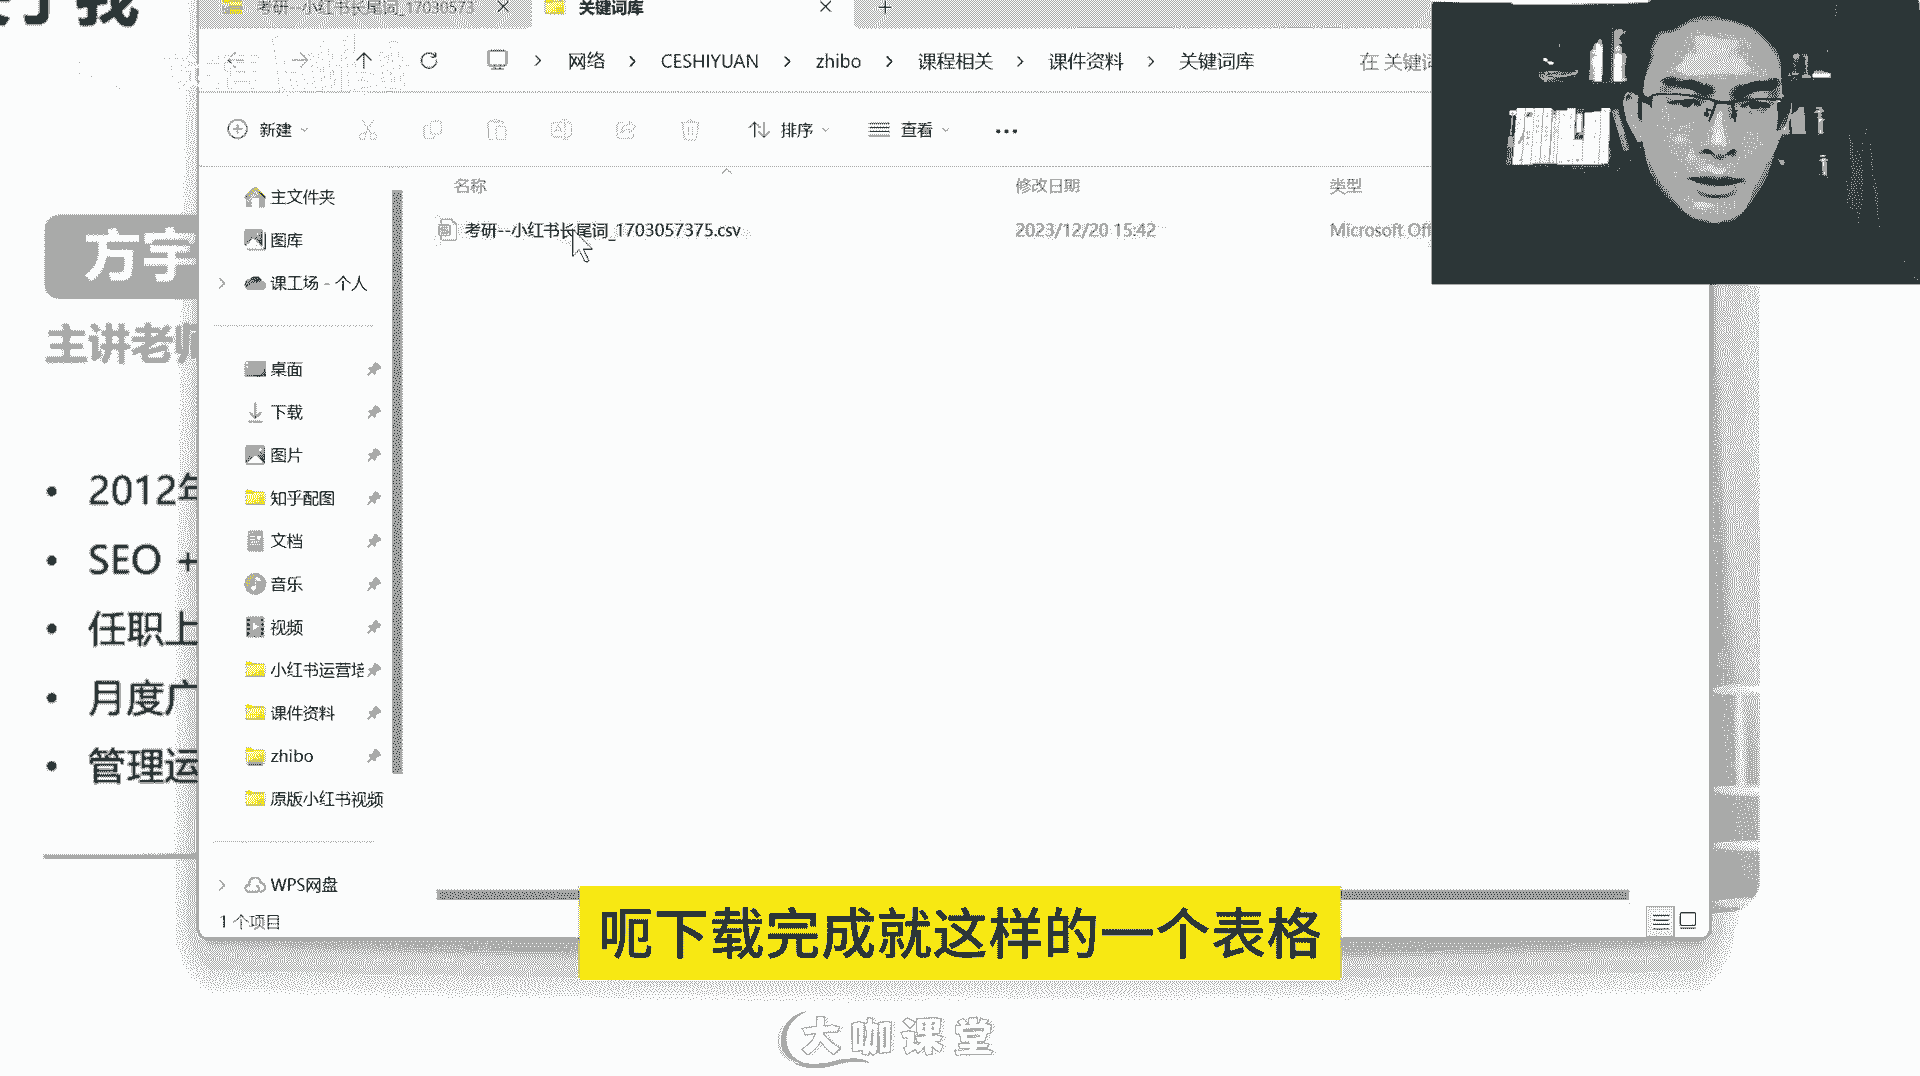 考研--小红书长尾词_17030573
关键词库
网络 > CESHIYUAN > zhibo > 课程相关 > 课件资料 > 关键词库
在 关键
新建
排序
查看
方宇
主讲老师
2012年
SEO +
任职上
月度广
管理运
主文件夹
图库
课工场 - 个人
桌面
下载
图片
知乎配图
文档
音乐
视频
小红书运营培
课件资料
zhibo
原版小红书视频
WPS网盘
1 个项目
名称
修改日期
类型
考研--小红书长尾词_1703057375.csv
2023/12/20 15:42
Microsoft Off
呃下载完成就这样的一个表格
大咖课堂